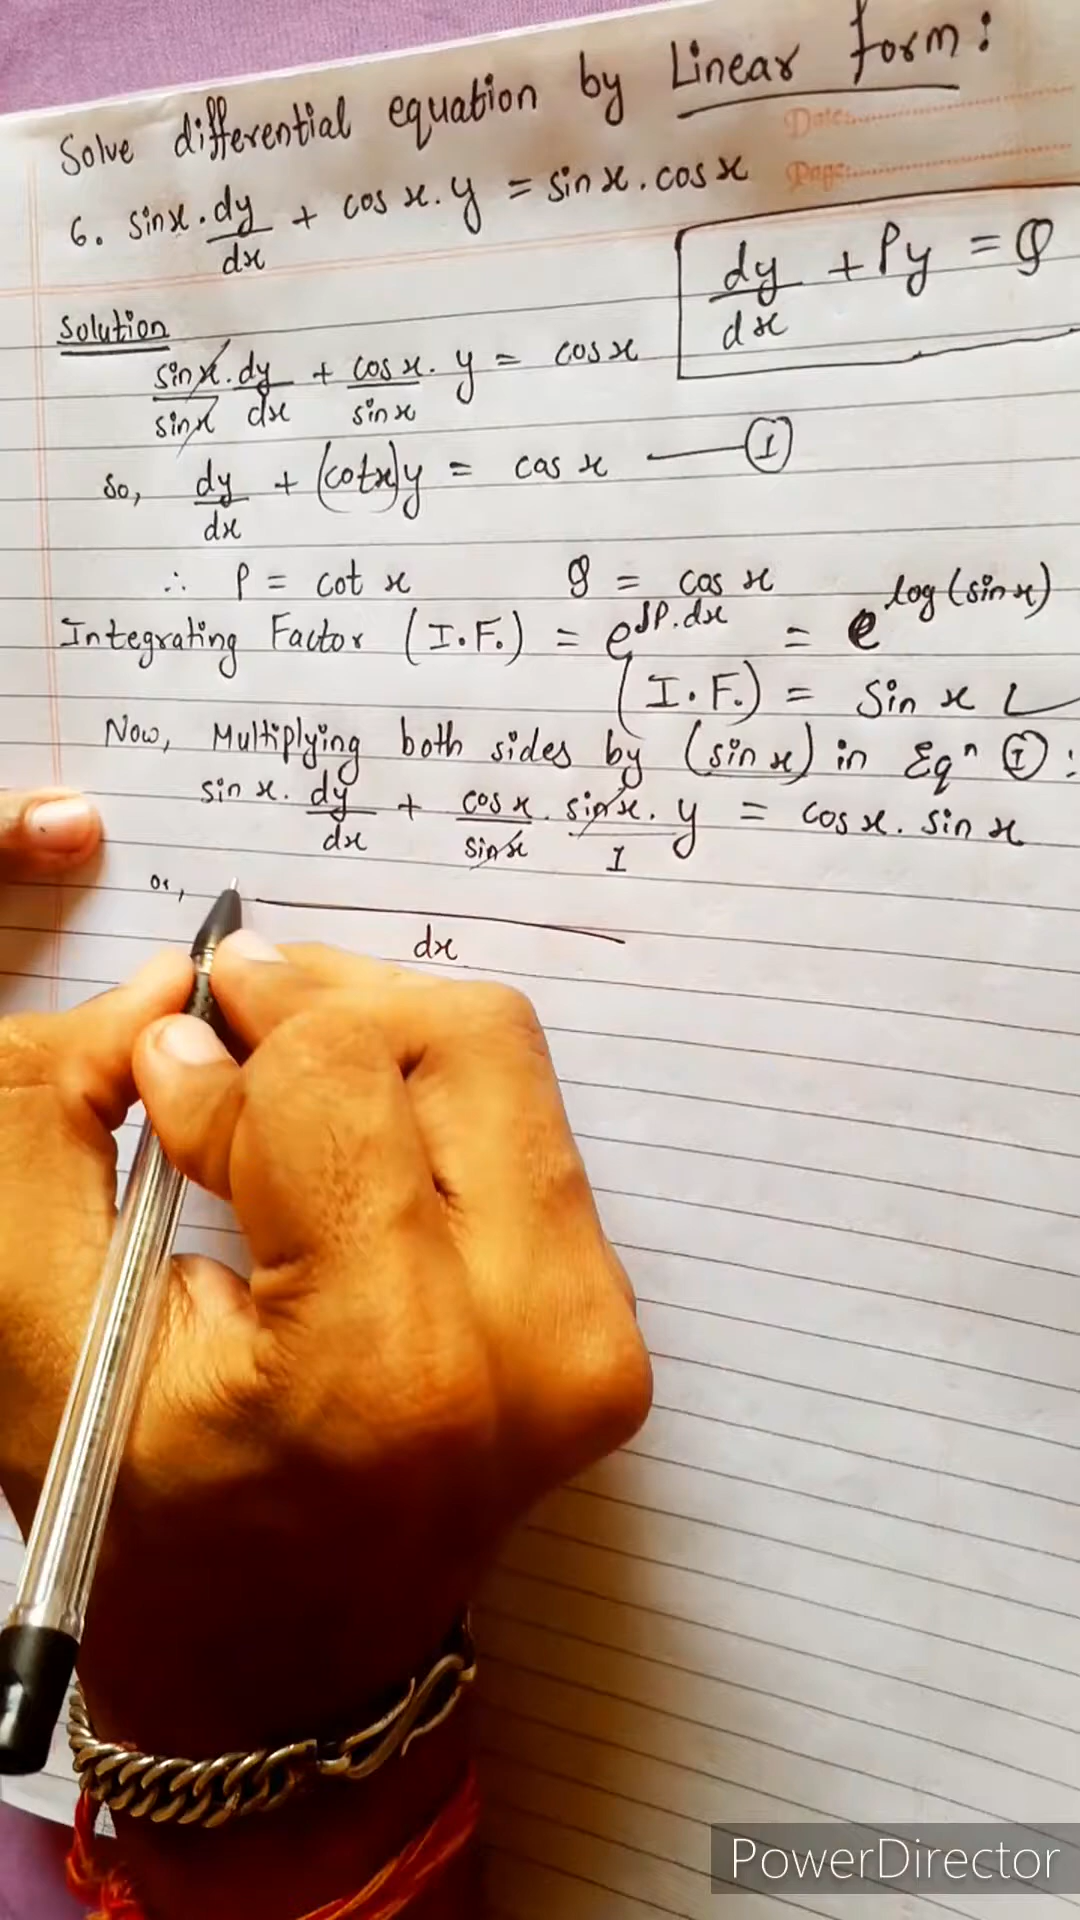 Solve differential equation by Linear form:
Date:
Page:
6. sinx.dy/dx + cos x.y = sin x.cos x
dy/dx + Py = Q
Solution
sinx.dy/sinx dx + cos x/sin x.y = cos x
So, dy/dx + (cotx)y = cos x — I
∴ P = cot x Q = cos x
Integrating Factor (I.F.) = e^∫P.dx = e^log(sin x)
(I.F.) = Sin x
Now, Multiplying both sides by (sin x) in Eqⁿ I :
sin x.dy/dx + cos x/sin x.sin x/1.y = cos x.sin x
or, /dx
PowerDirector